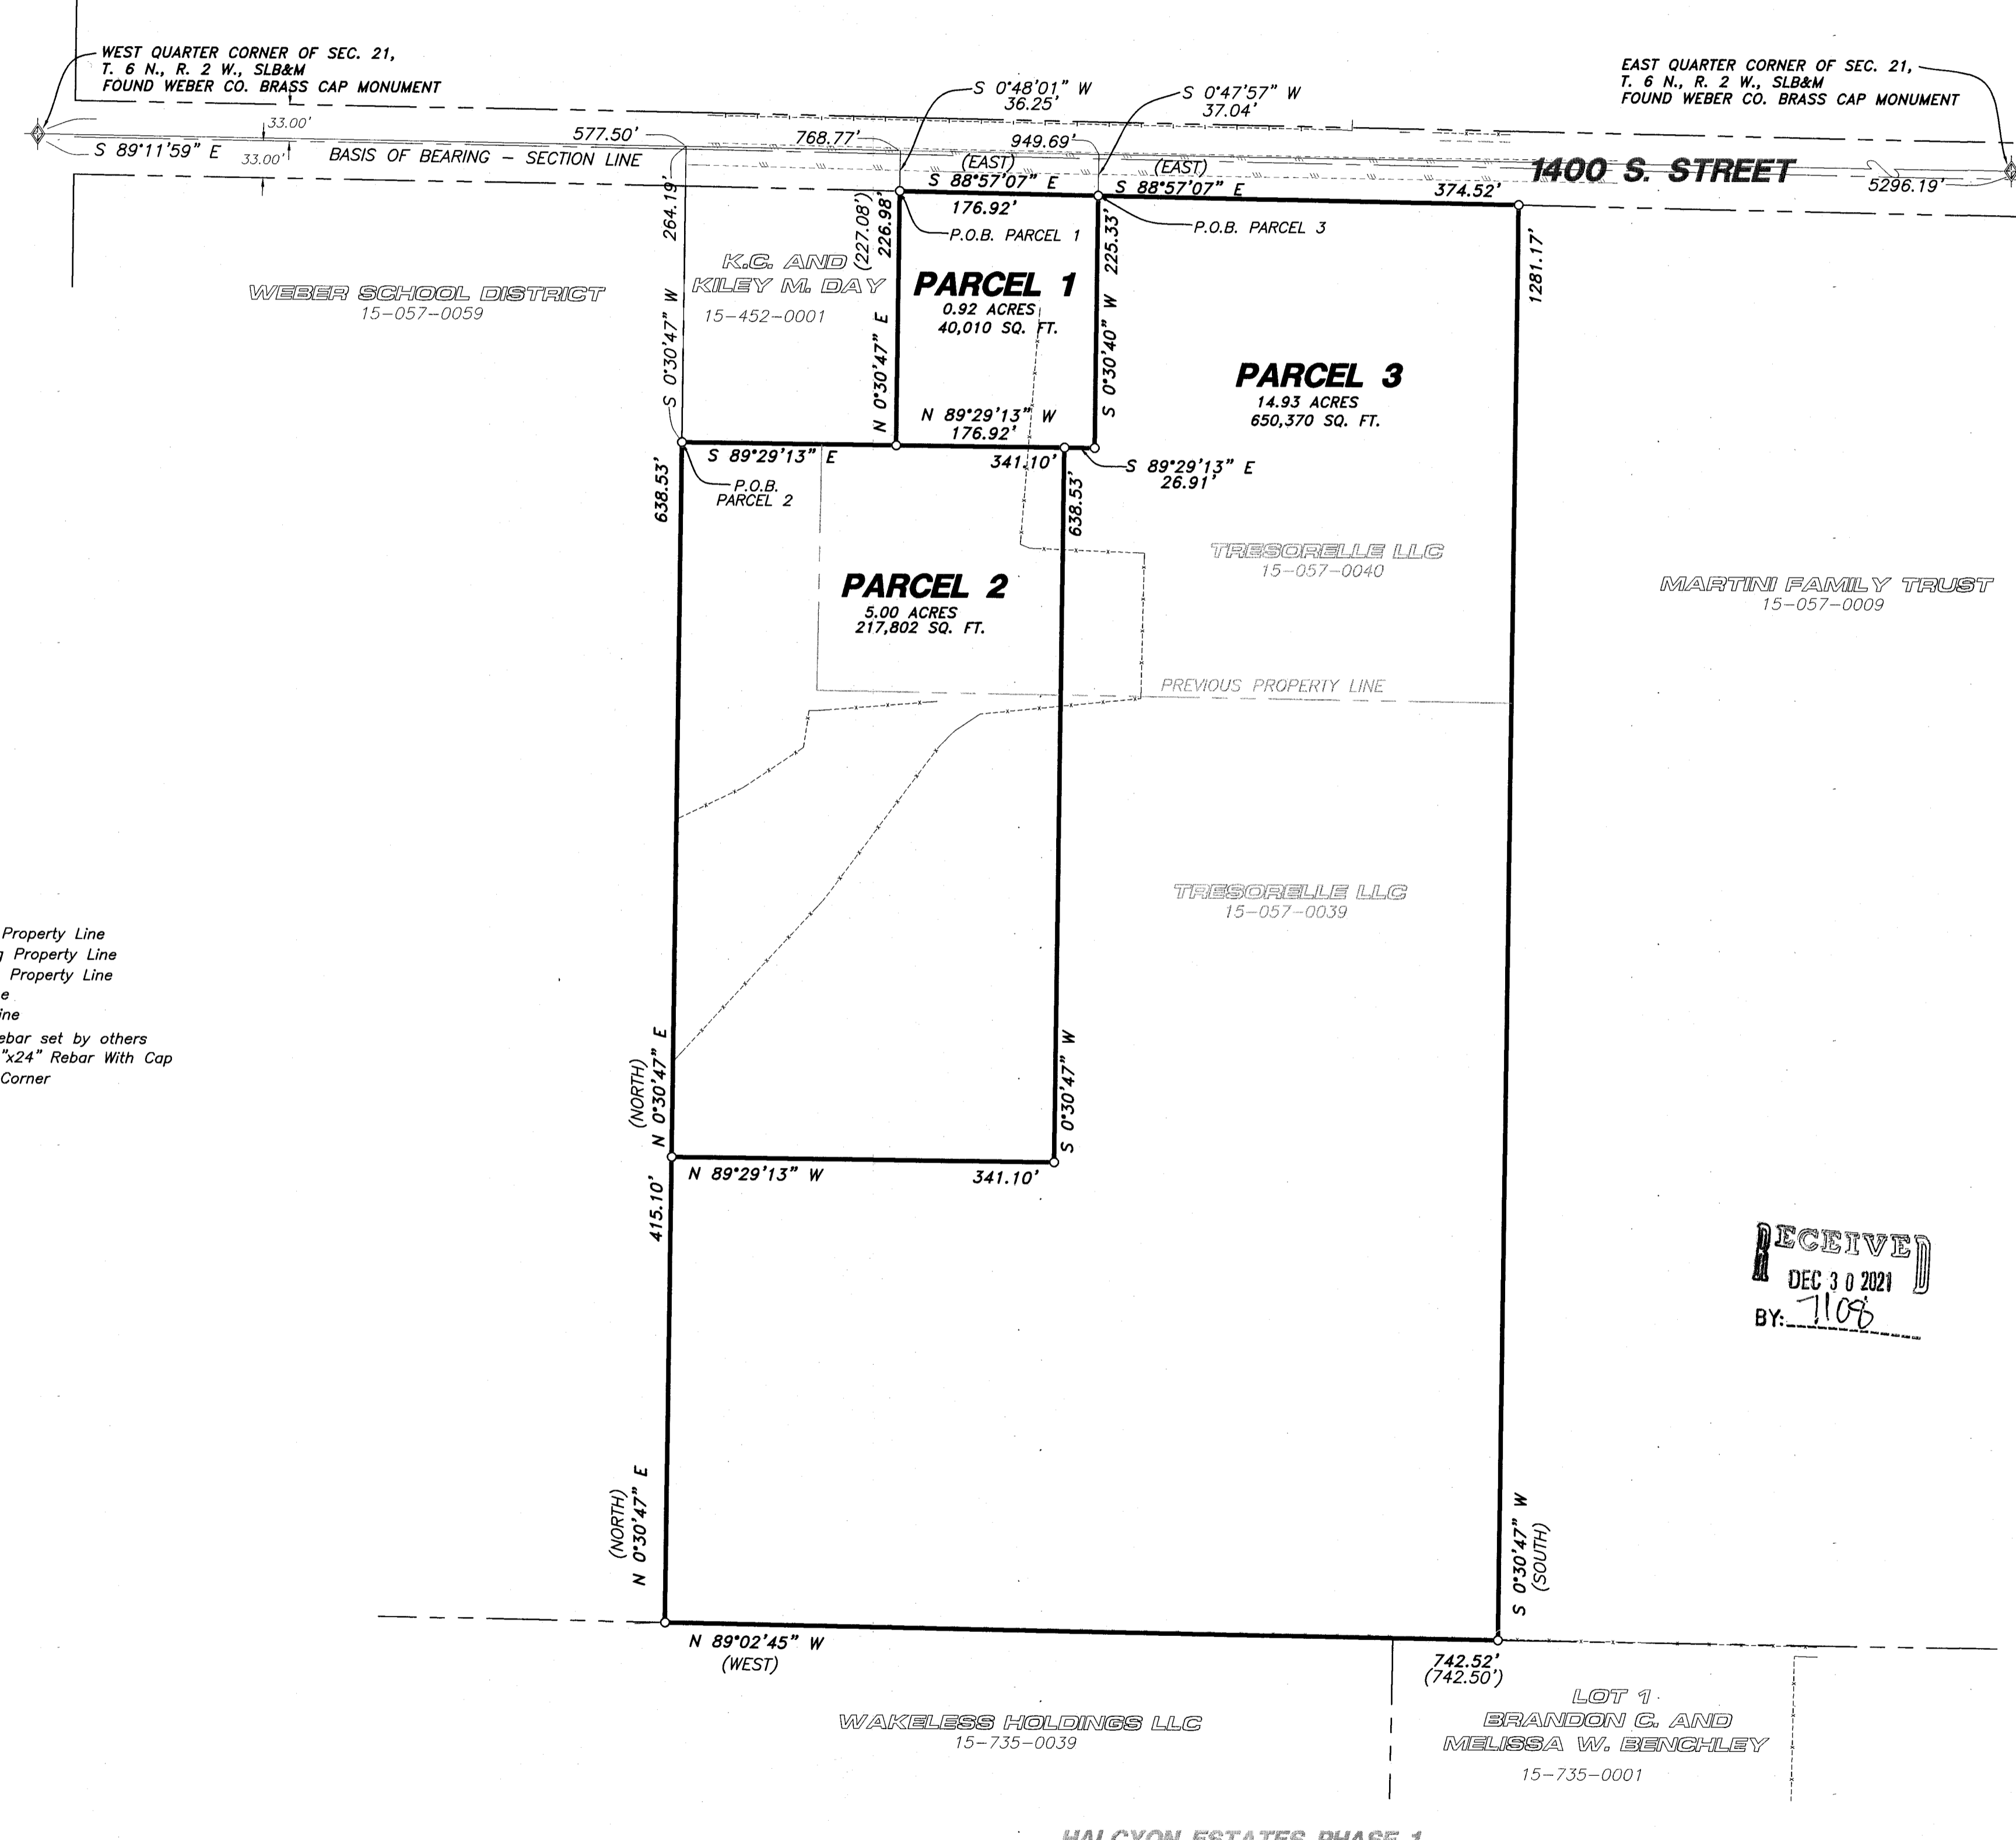 WEST QUARTER CORNER OF SEC. 21,
T. 6 N., R. 2 W., SLB&M
FOUND WEBER CO. BRASS CAP MONUMENT
EAST QUARTER CORNER OF SEC. 21,
T. 6 N., R. 2 W., SLB&M
FOUND WEBER CO. BRASS CAP MONUMENT
S 0°48'01" W
36.25'
S 0°47'57" W
37.04'
33.00'
33.00'
S 89°11'59" E
BASIS OF BEARING – SECTION LINE
577.50'
768.77'
949.69'
(EAST)
S 88°57'07" E
176.92'
(EAST)
S 88°57'07" E
374.52'
1400 S. STREET
5296.19'
P.O.B. PARCEL 1
P.O.B. PARCEL 3
264.19'
S 0°30'47" W
(227.08')
226.98'
N 0°30'47" E
225.33'
S 0°30'40" W
1281.17'
WEBER SCHOOL DISTRICT
15-057-0059
K.C. AND
KILEY M. DAY
15-452-0001
PARCEL 1
0.92 ACRES
40,010 SQ. FT.
PARCEL 3
14.93 ACRES
650,370 SQ. FT.
N 89°29'13" W
176.92'
S 89°29'13" E
341.10'
S 89°29'13" E
26.91'
P.O.B.
PARCEL 2
638.53'
638.53'
TRESORELLE LLC
15-057-0040
MARTINI FAMILY TRUST
15-057-0009
PARCEL 2
5.00 ACRES
217,802 SQ. FT.
PREVIOUS PROPERTY LINE
TRESORELLE LLC
15-057-0039
Property Line
Property Line
Property Line
set by others
"x24" Rebar With Cap
Corner
(NORTH)
N 0°30'47" E
S 0°30'47" W
N 89°29'13" W
341.10'
415.10'
RECEIVED
DEC 30 2021
BY: 7108
(NORTH)
N 0°30'47" E
S 0°30'47" W
(SOUTH)
N 89°02'45" W
(WEST)
742.52'
(742.50')
WAKELESS HOLDINGS LLC
15-735-0039
LOT 1
BRANDON C. AND
MELISSA W. BENCHLEY
15-735-0001
HALCYON ESTATES PHASE 1